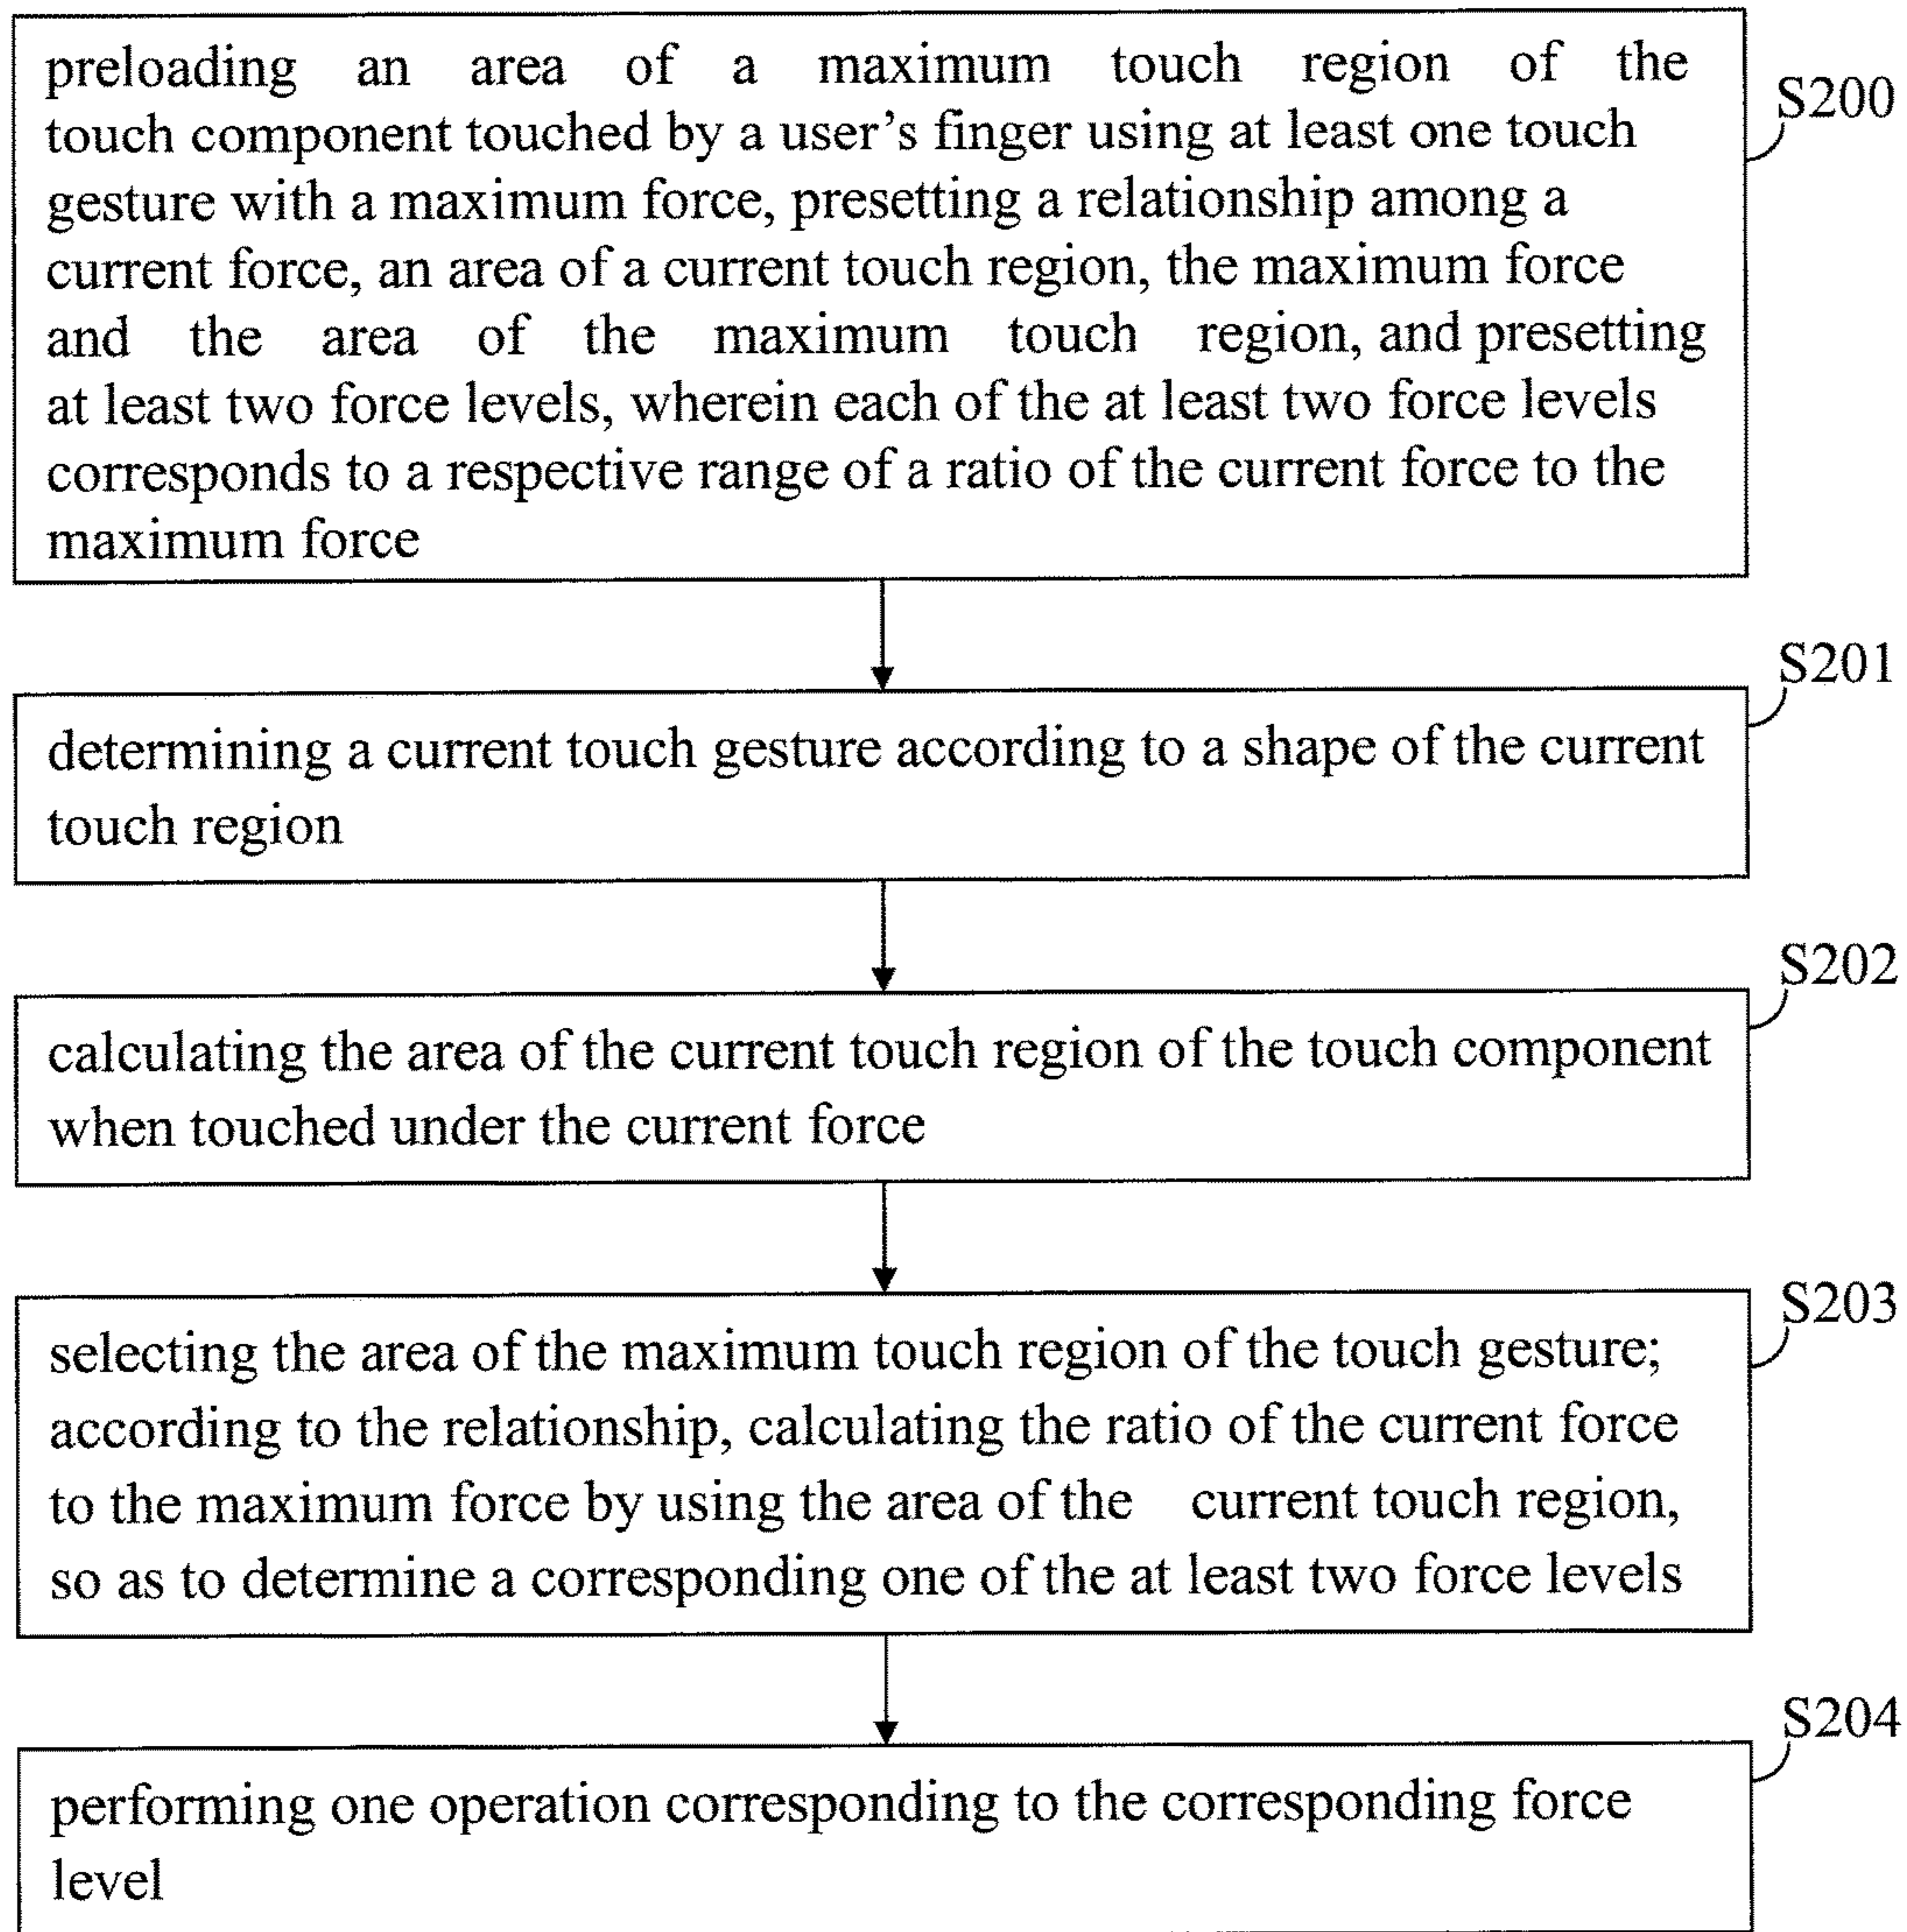 preloading an area of a maximum touch region of the
touch component touched by a user's finger using at least one touch
gesture with a maximum force, presetting a relationship among a
current force, an area of a current touch region, the maximum force
and the area of the maximum touch region, and presetting
at least two force levels, wherein each of the at least two force levels
corresponds to a respective range of a ratio of the current force to the
maximum force
S200
S201
determining a current touch gesture according to a shape of the current
touch region
S202
calculating the area of the current touch region of the touch component
when touched under the current force
S203
selecting the area of the maximum touch region of the touch gesture;
according to the relationship, calculating the ratio of the current force
to the maximum force by using the area of the current touch region,
so as to determine a corresponding one of the at least two force levels
S204
performing one operation corresponding to the corresponding force
level